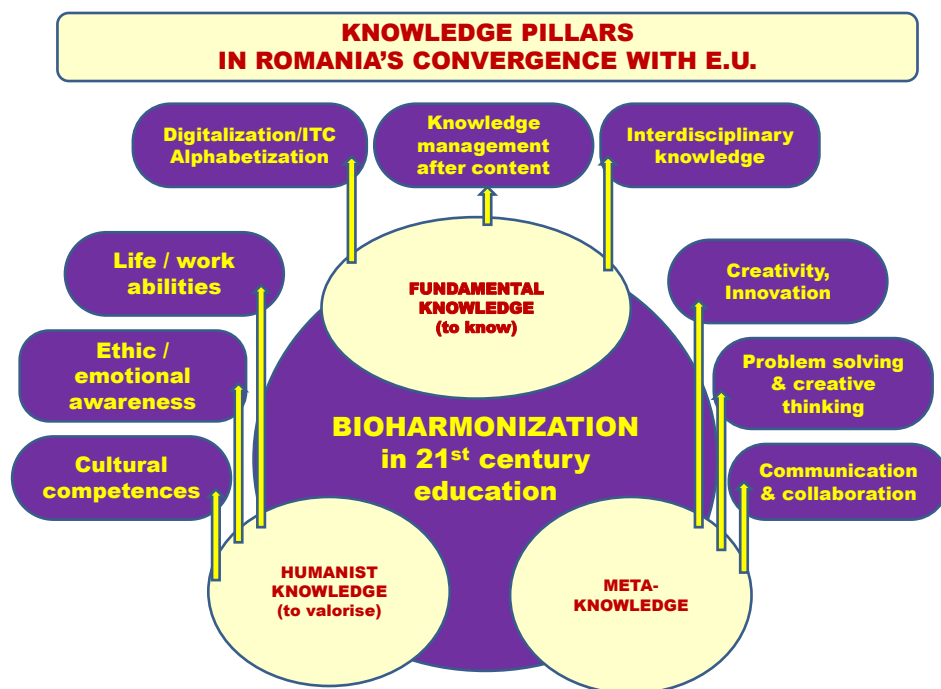 KNOWLEDGE PILLARS
IN ROMANIA’S CONVERGENCE WITH E.U.
Digitalization/ITC
Alphabetization
Knowledge
management
after content
Interdisciplinary
knowledge
Life / work
abilities
Creativity,
Innovation
FUNDAMENTAL
KNOWLEDGE
(to know)
Ethic /
emotional
awareness
Problem solving
& creative
thinking
BIOHARMONIZATION
in 21st century
education
Cultural
competences
Communication
& collaboration
HUMANIST
KNOWLEDGE
(to valorise)
META-
KNOWLEDGE